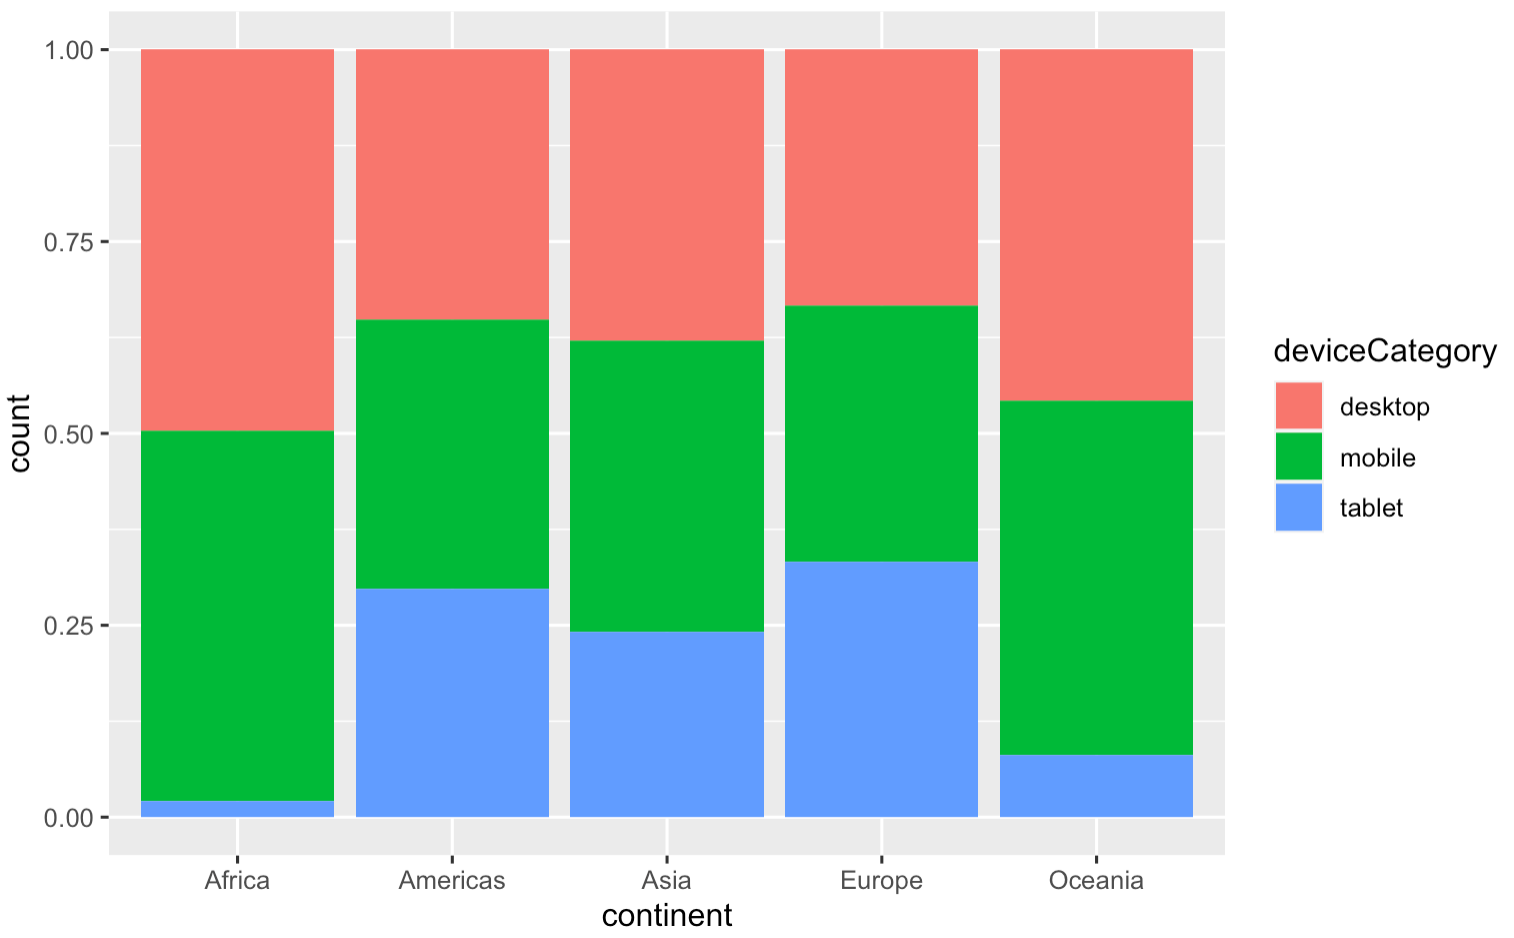 1.00
0.75
0.50
0.25
0.00
count
Africa Americas Asia Europe Oceania
continent
deviceCategory
desktop
mobile
tablet